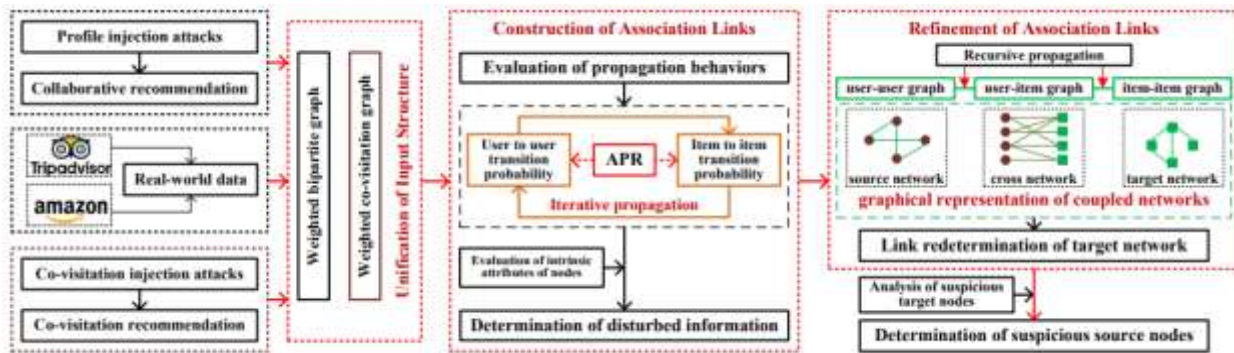 Profile injection attacks
Collaborative recommendation
Tripadvisor
amazon
Real-world data
Co-visitation injection attacks
Co-visitation recommendation
Weighted bipartite graph
Weighted co-visitation graph
Unification of Input Structure
Construction of Association Links
Evaluation of propagation behaviors
User to user
transition
probability
APR
Item to item
transition
probability
Iterative propagation
Evaluation of intrinsic
attributes of nodes
Determination of disturbed information
Refinement of Association Links
Recursive propagation
user-user graph
user-item graph
item-item graph
source network
cross network
target network
graphical representation of coupled networks
Link redetermination of target network
Analysis of suspicious
target nodes
Determination of suspicious source nodes